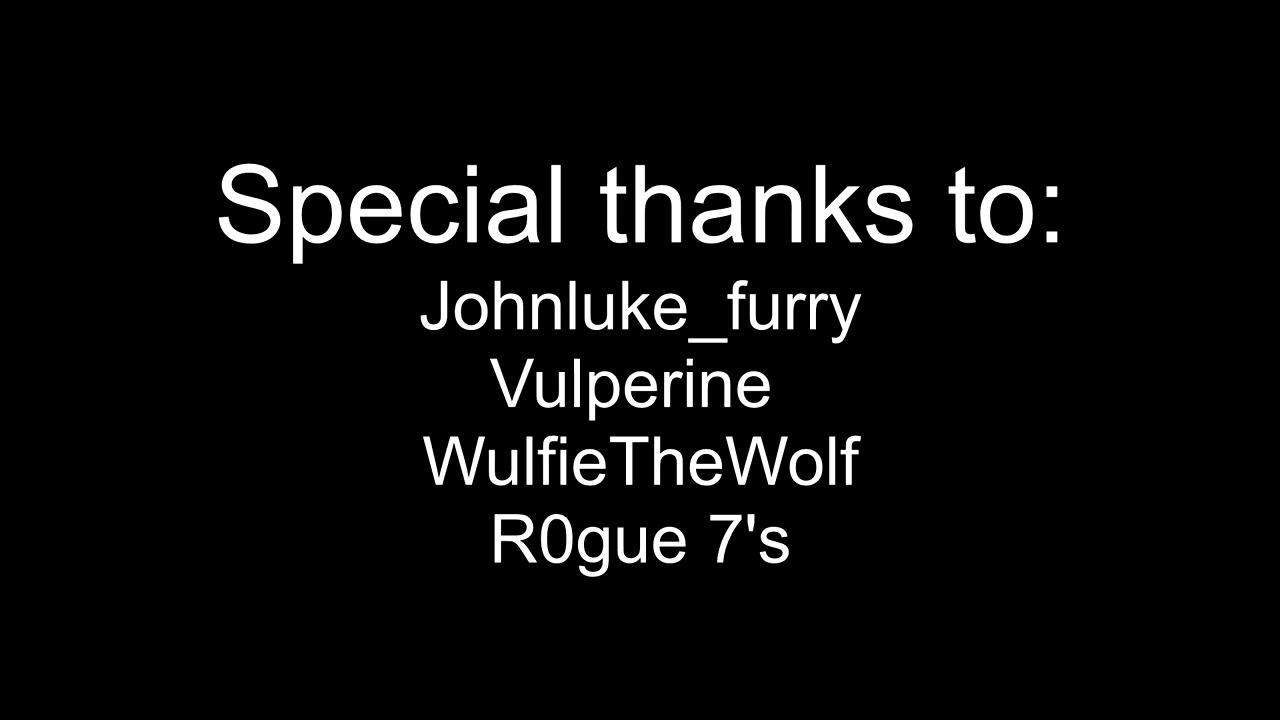 Special thanks to:
Johnluke_furry
Vulperine
WulfieTheWolf
R0gue 7's